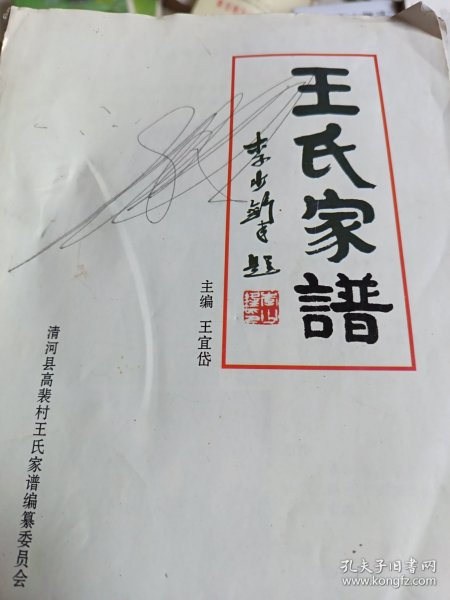 王氏家譜
主编 王宜岱
清河县高裴村王氏家谱编纂委员会
孔夫子旧书网
www.kongfz.com